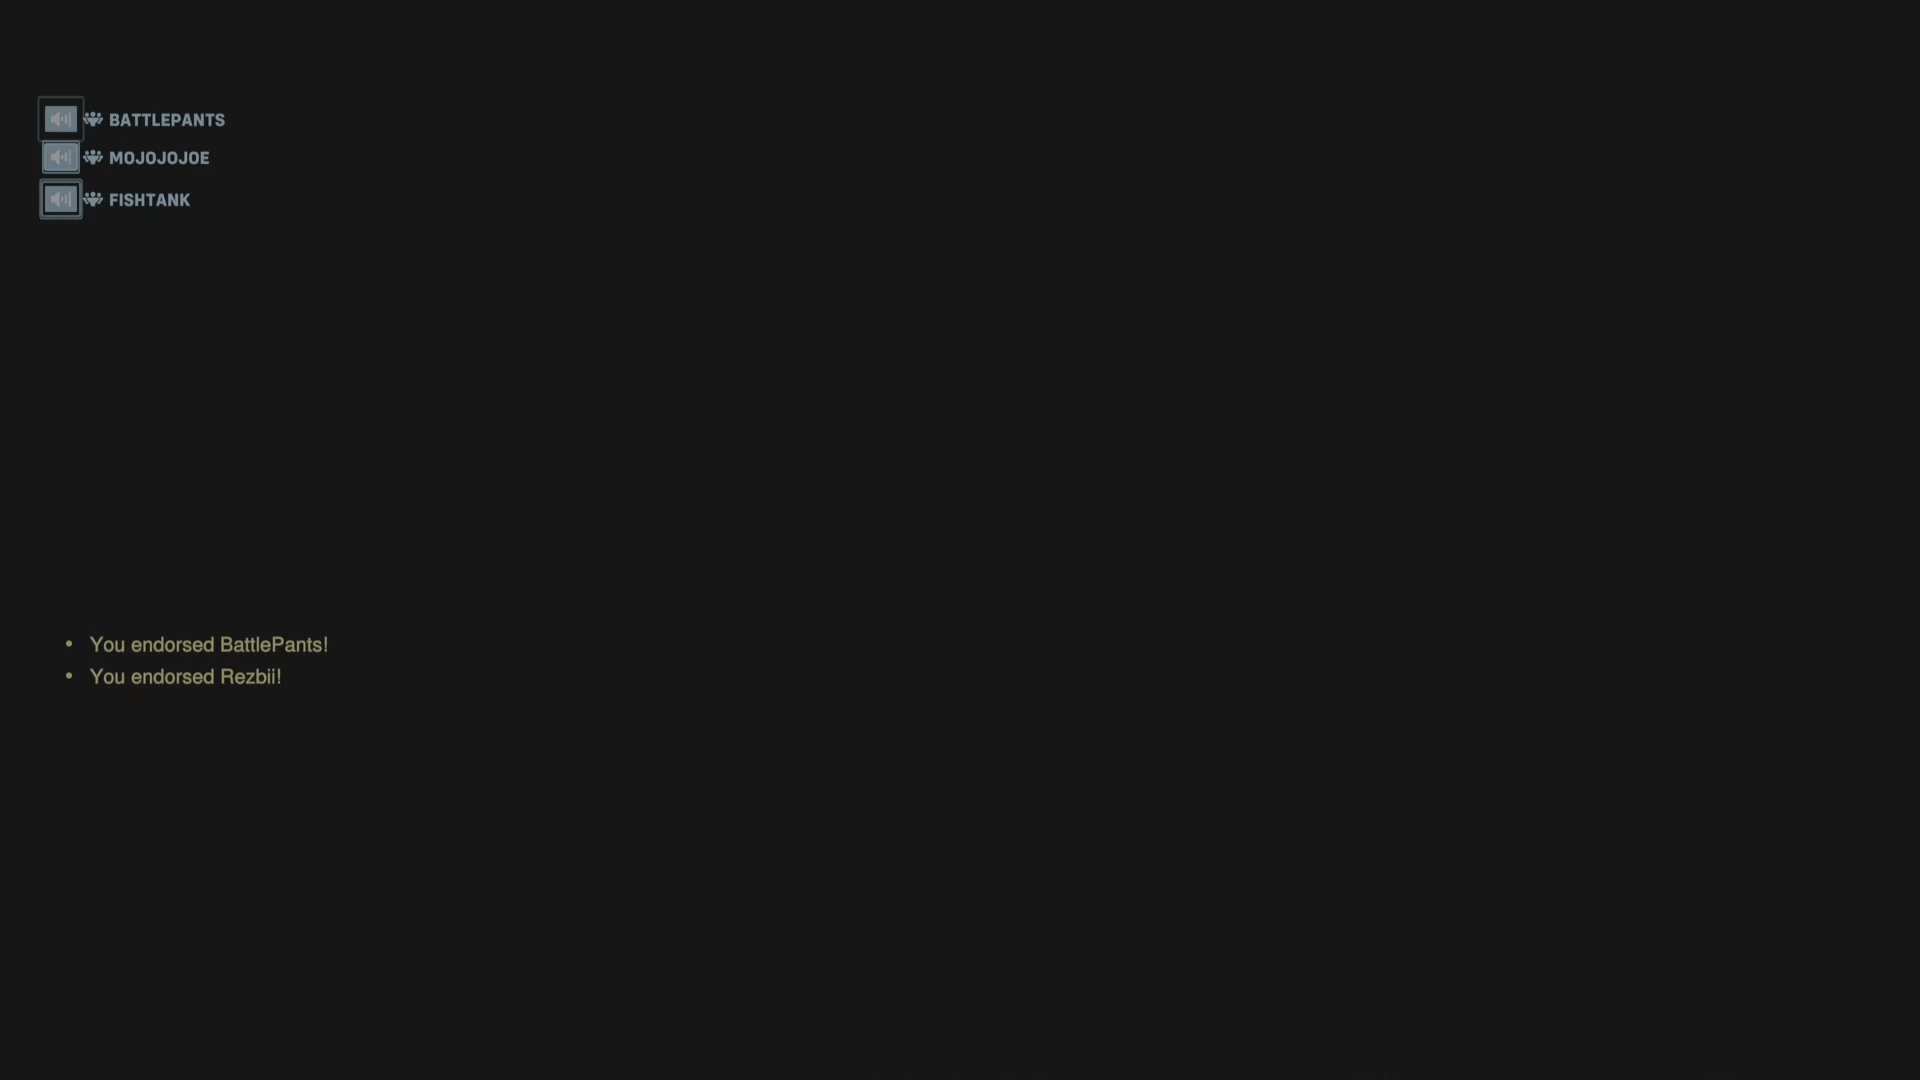 BATTLEPANTS
MOJOJOJOE
FISHTANK
• You endorsed BattlePants!
• You endorsed Rezbii!